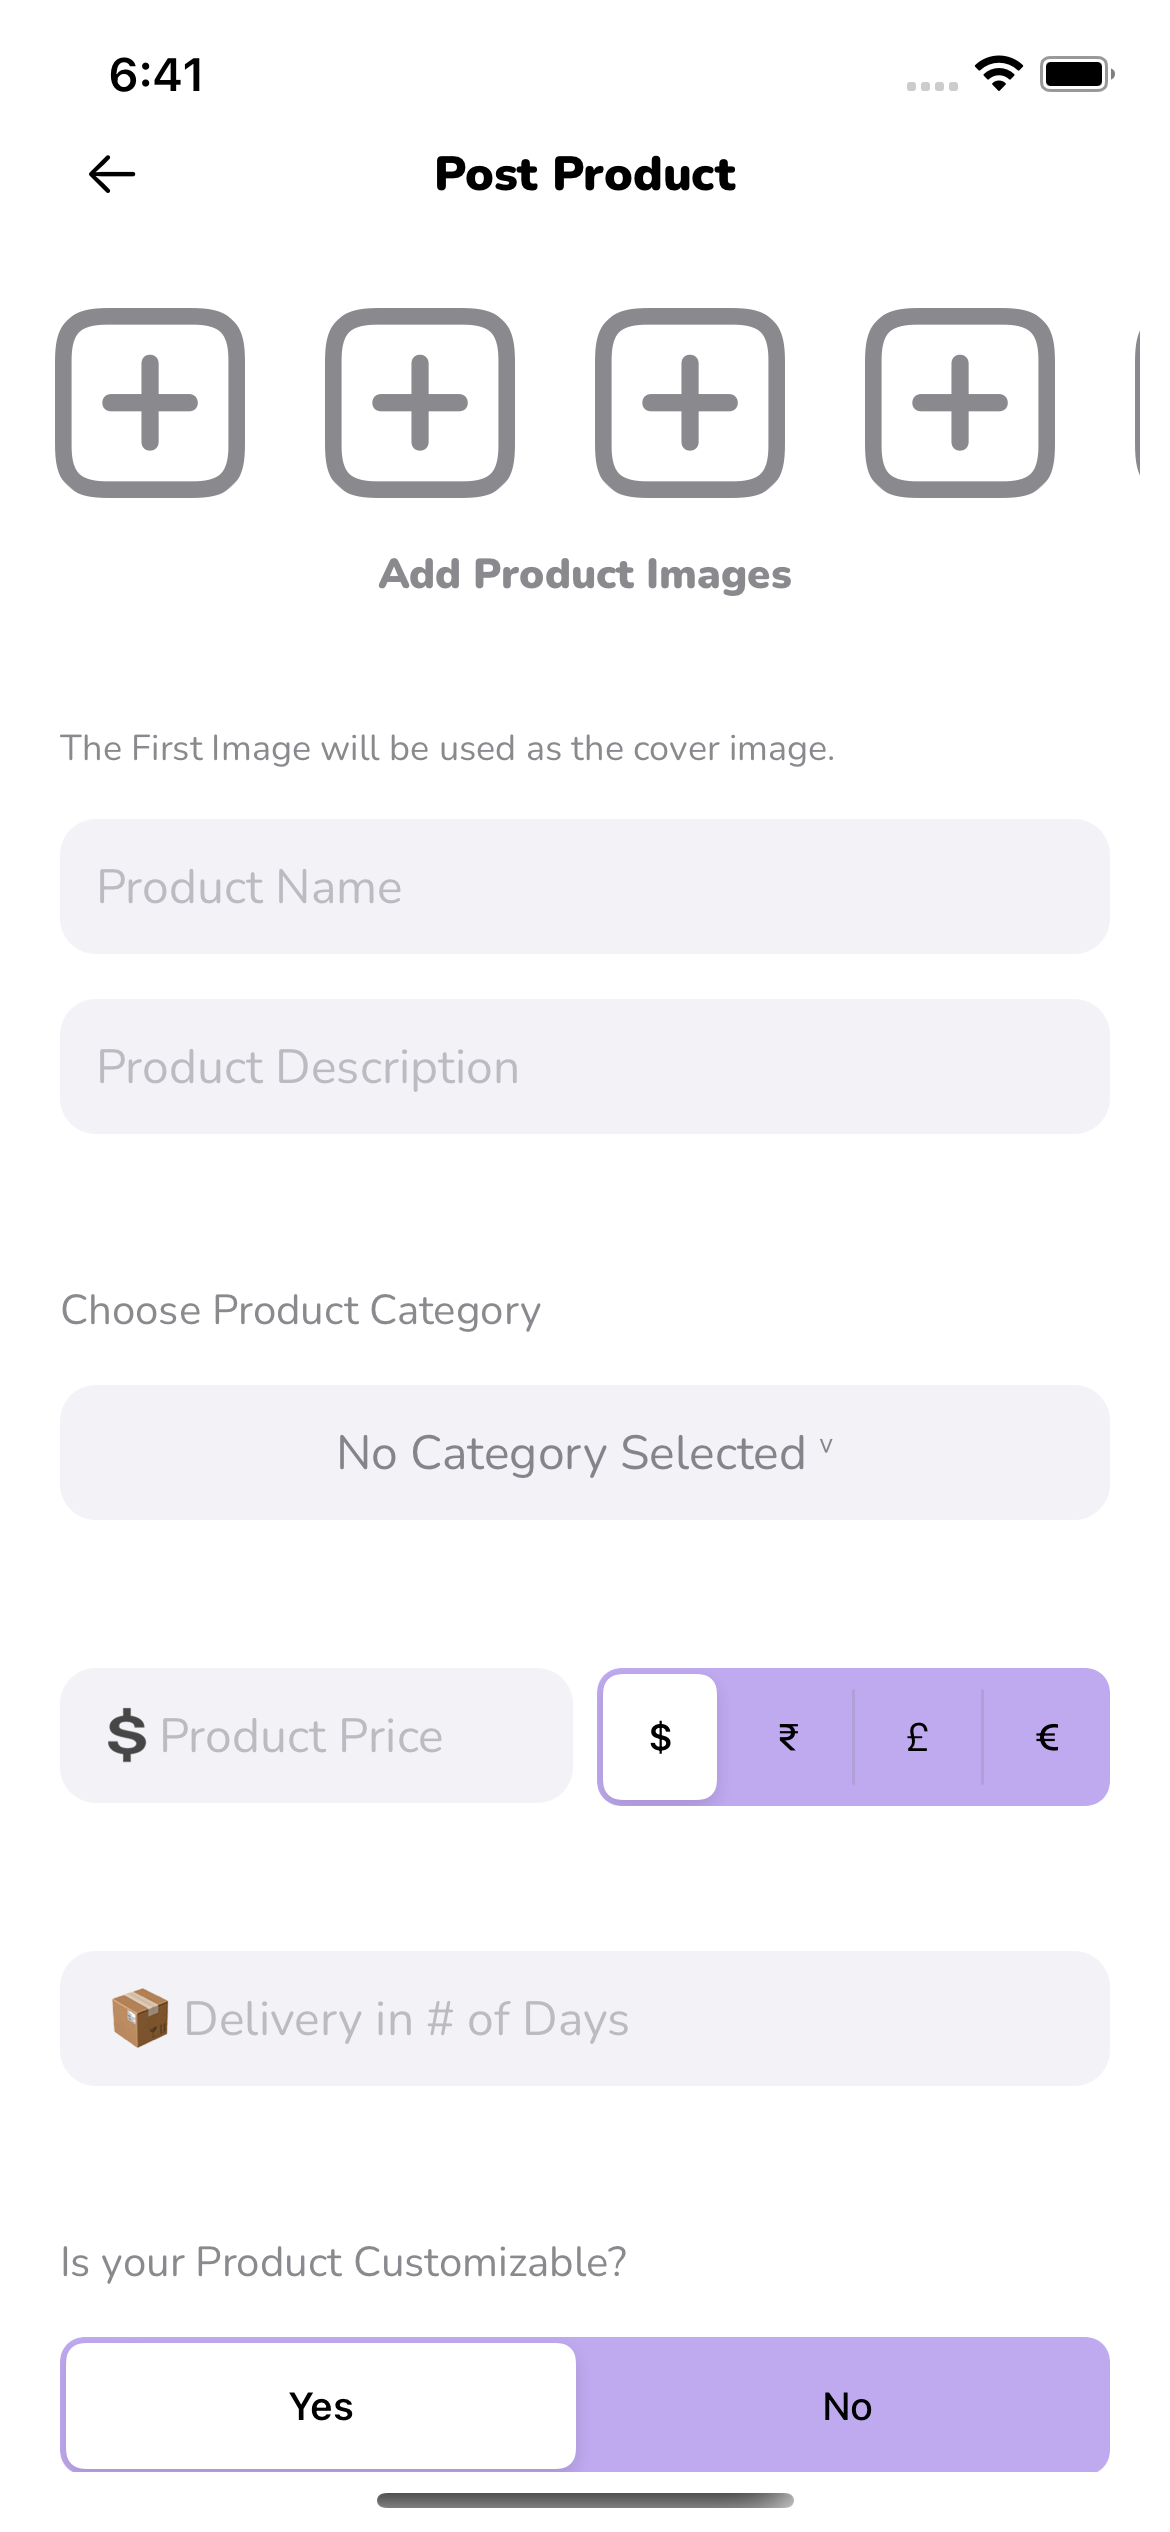 6:41
Post Product
Add Product Images
The First Image will be used as the cover image.
Product Name
Product Description
Choose Product Category
No Category Selected v
$ Product Price
$ ₹ £ €
Delivery in # of Days
Is your Product Customizable?
Yes No